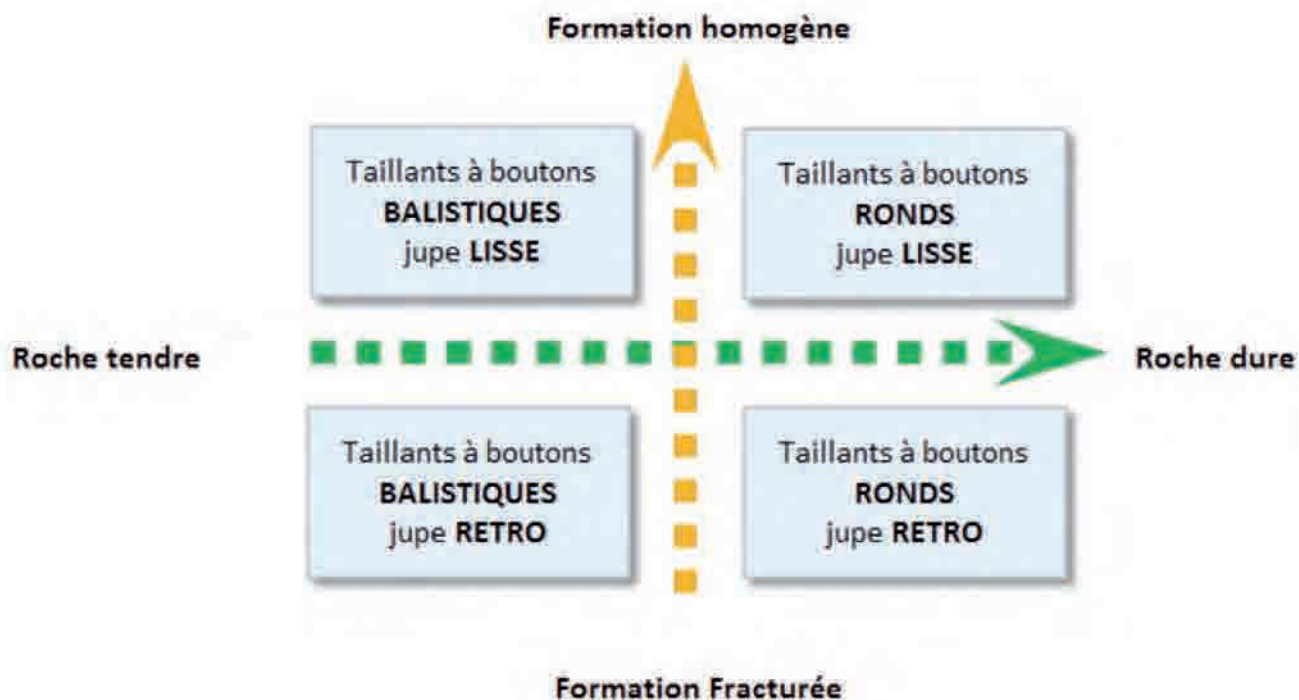 Formation homogène
Taillants à boutons
BALISTIQUES
jupe LISSE
Taillants à boutons
RONDS
jupe LISSE
Roche tendre
Roche dure
Taillants à boutons
BALISTIQUES
jupe RETRO
Taillants à boutons
RONDS
jupe RETRO
Formation Fracturée